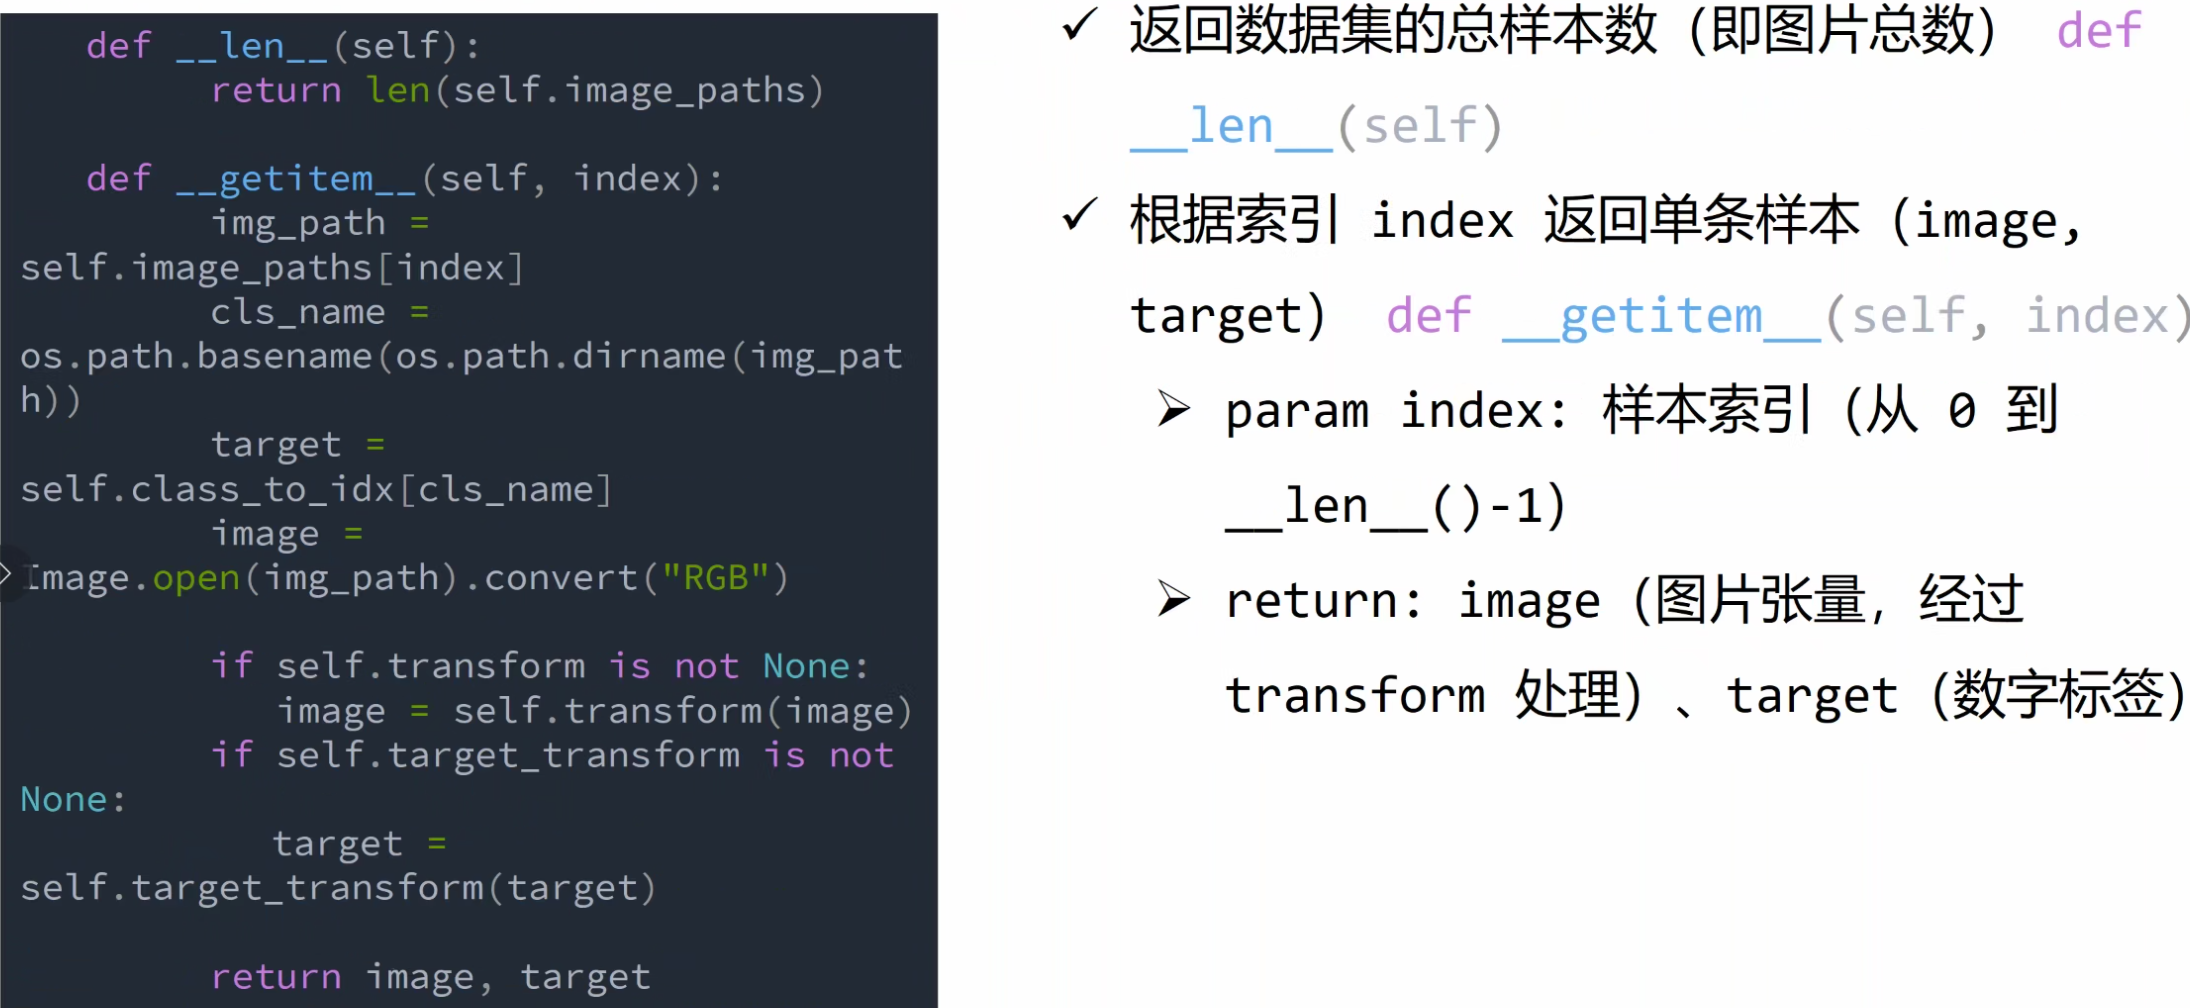 def __len__(self):
return len(self.image_paths)
def __getitem__(self, index):
img_path =
self.image_paths[index]
cls_name =
os.path.basename(os.path.dirname(img_pat
h))
target =
self.class_to_idx[cls_name]
image =
Image.open(img_path).convert("RGB")
if self.transform is not None:
image = self.transform(image)
if self.target_transform is not
None:
target =
self.target_transform(target)
return image, target
✓ 返回数据集的总样本数（即图片总数） def
__len__(self)
✓ 根据索引 index 返回单条样本（image,
target） def __getitem__(self, index)
➢ param index: 样本索引（从 0 到
__len__()-1）
➢ return: image（图片张量，经过
transform 处理）、target（数字标签）